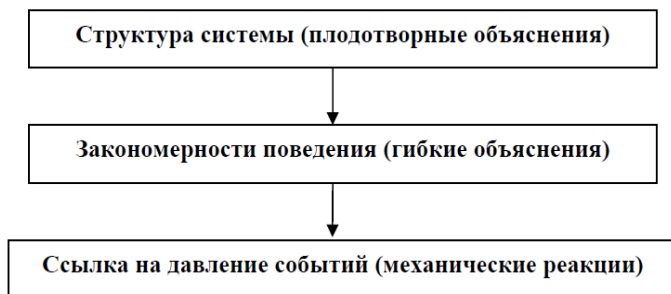 Структура системы (плодотворные объяснения)
Закономерности поведения (гибкие объяснения)
Ссылка на давление событий (механические реакции)